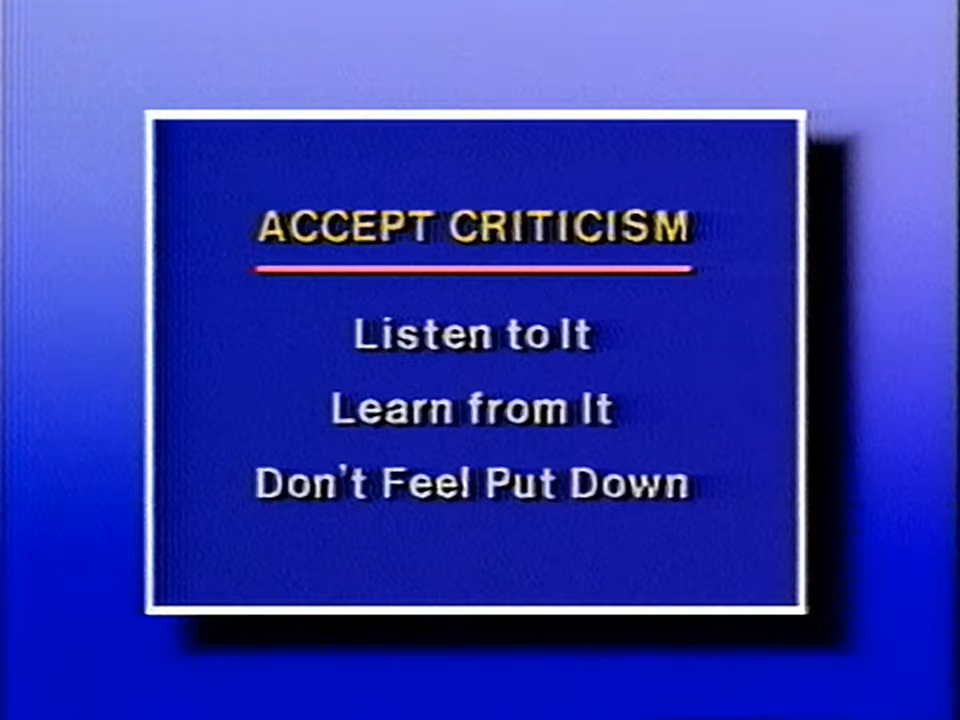 ACCEPT CRITICISM
Listen to It
Learn from It
Don't Feel Put Down